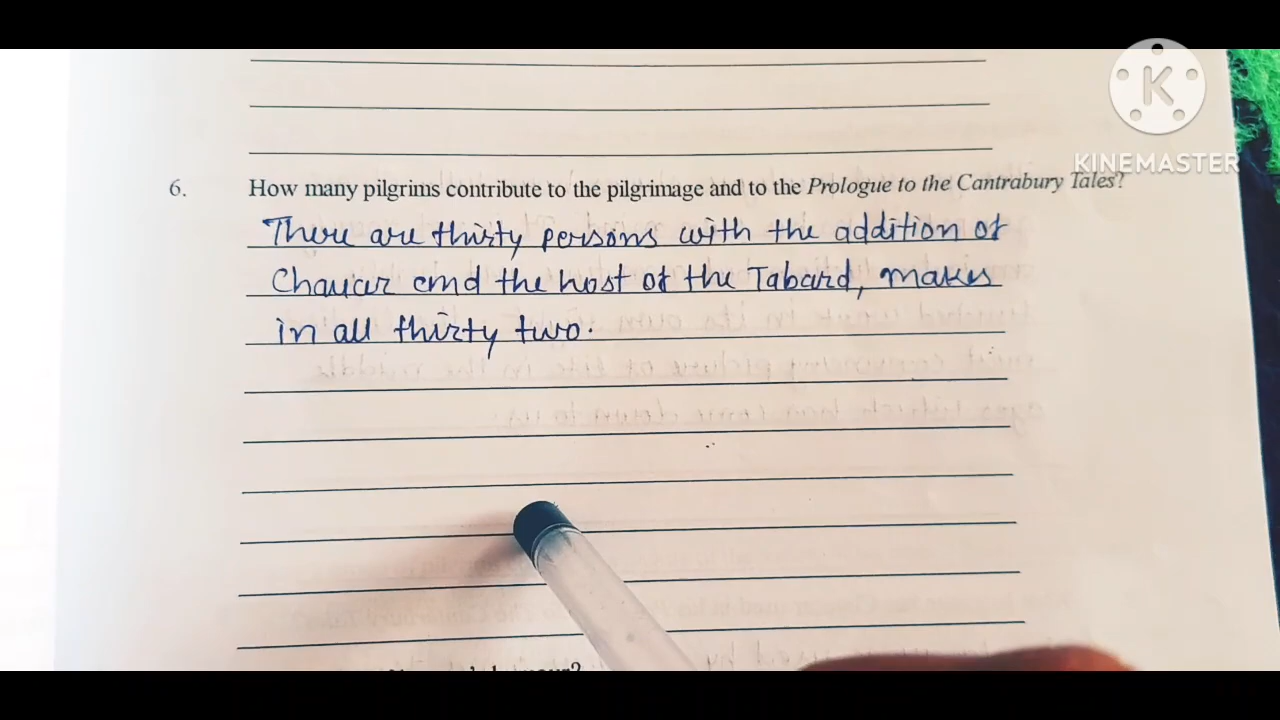 K
KINEMASTER
6. How many pilgrims contribute to the pilgrimage and to the Prologue to the Cantrabury Tales?
There are thirty persons with the addition of
Chaucer and the host of the Tabard, makes
in all thirty two.